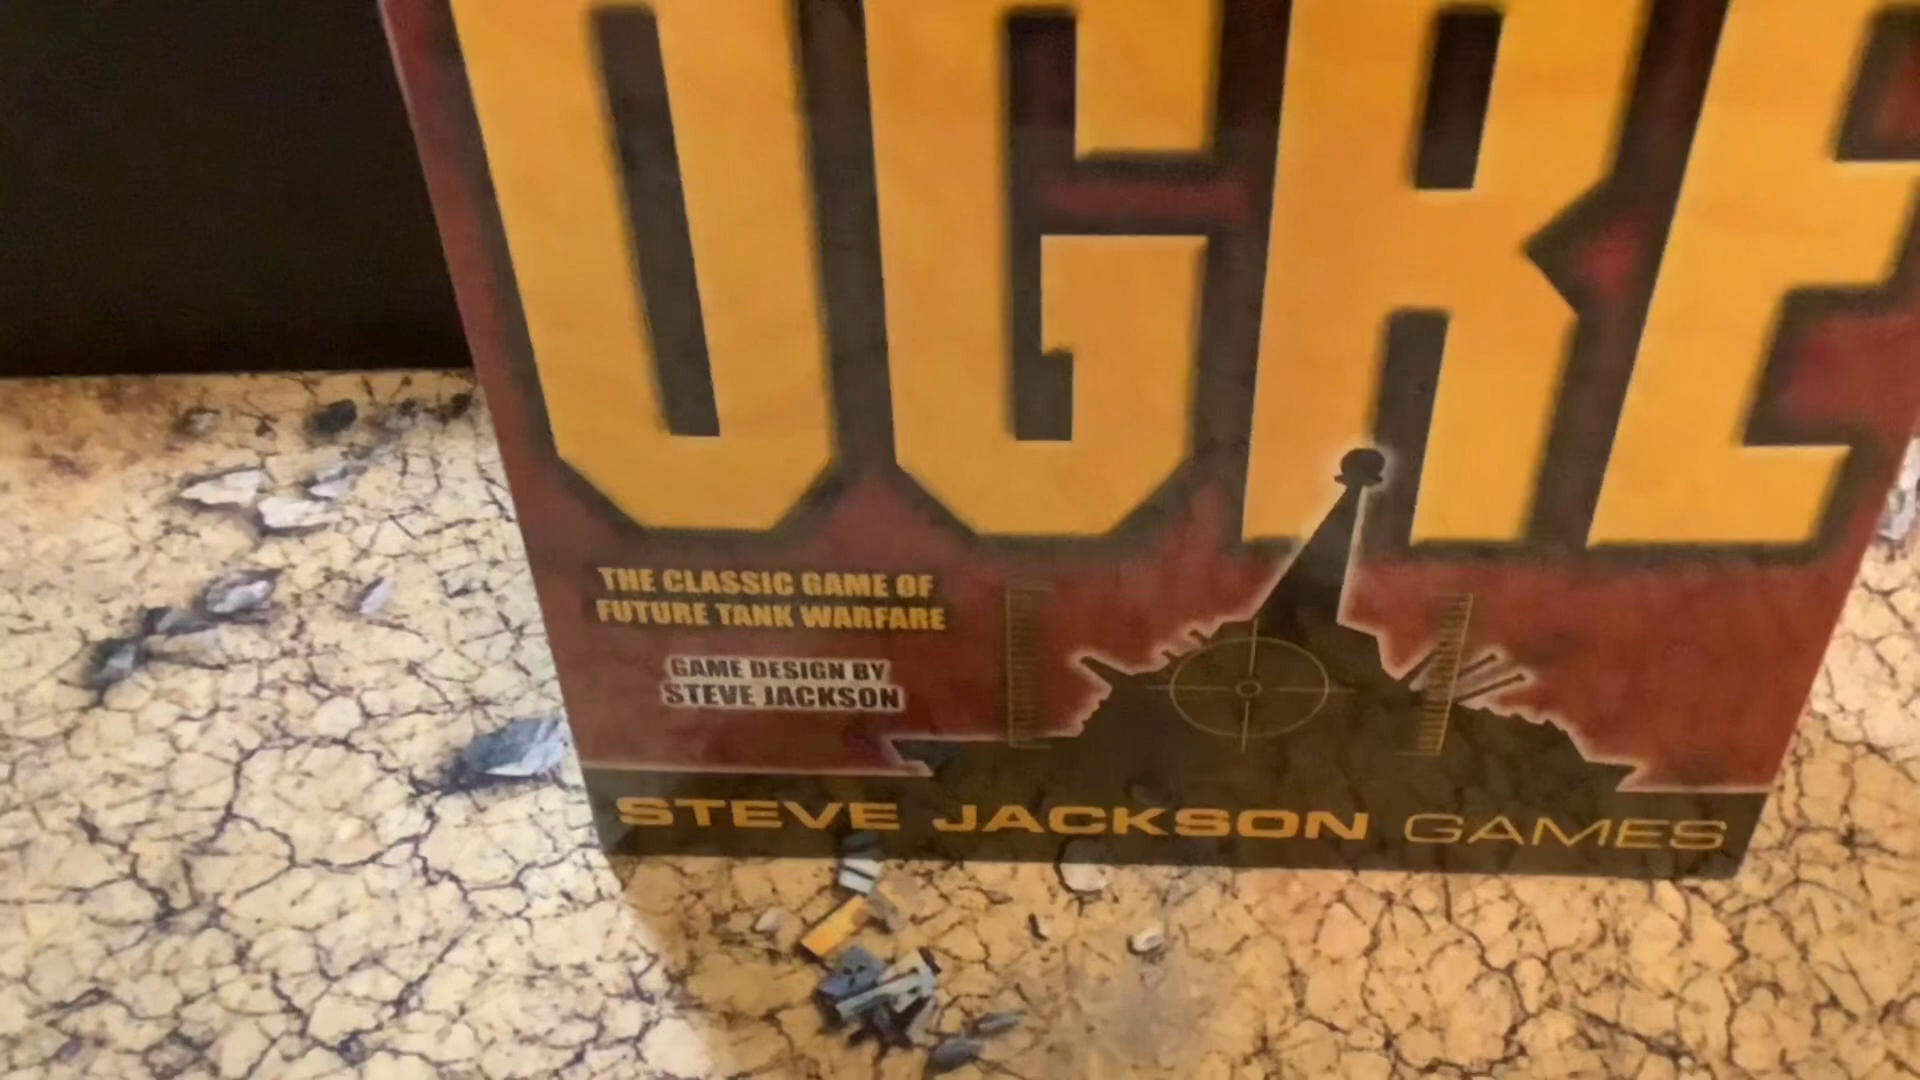 OGRE
THE CLASSIC GAME OF
FUTURE TANK WARFARE
GAME DESIGN BY
STEVE JACKSON
STEVE JACKSON GAMES